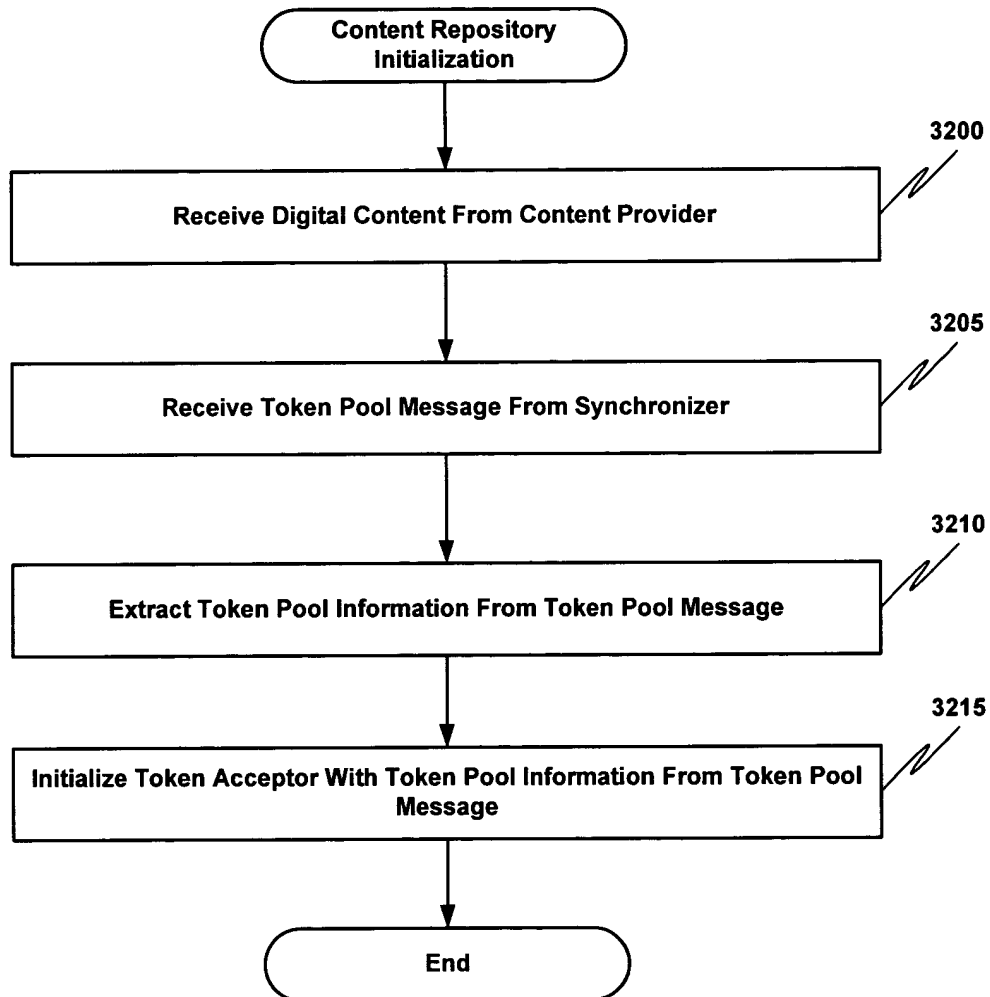 Content Repository
Initialization
3200
Receive Digital Content From Content Provider
3205
Receive Token Pool Message From Synchronizer
3210
Extract Token Pool Information From Token Pool Message
3215
Initialize Token Acceptor With Token Pool Information From Token Pool
Message
End